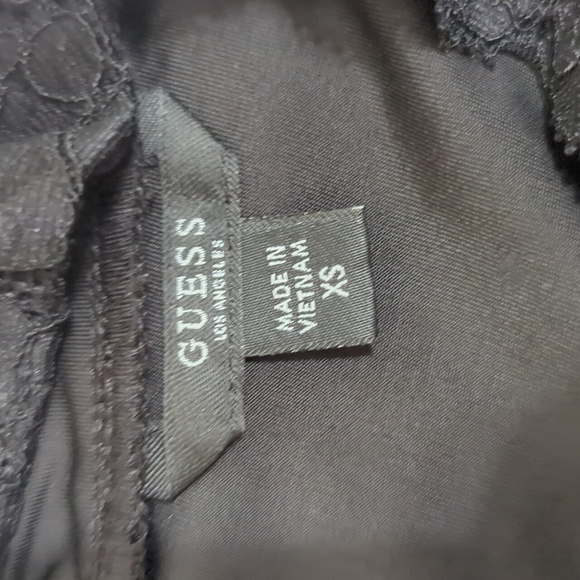 GUESS
LOS ANGELES
MADE IN
VIETNAM
XS